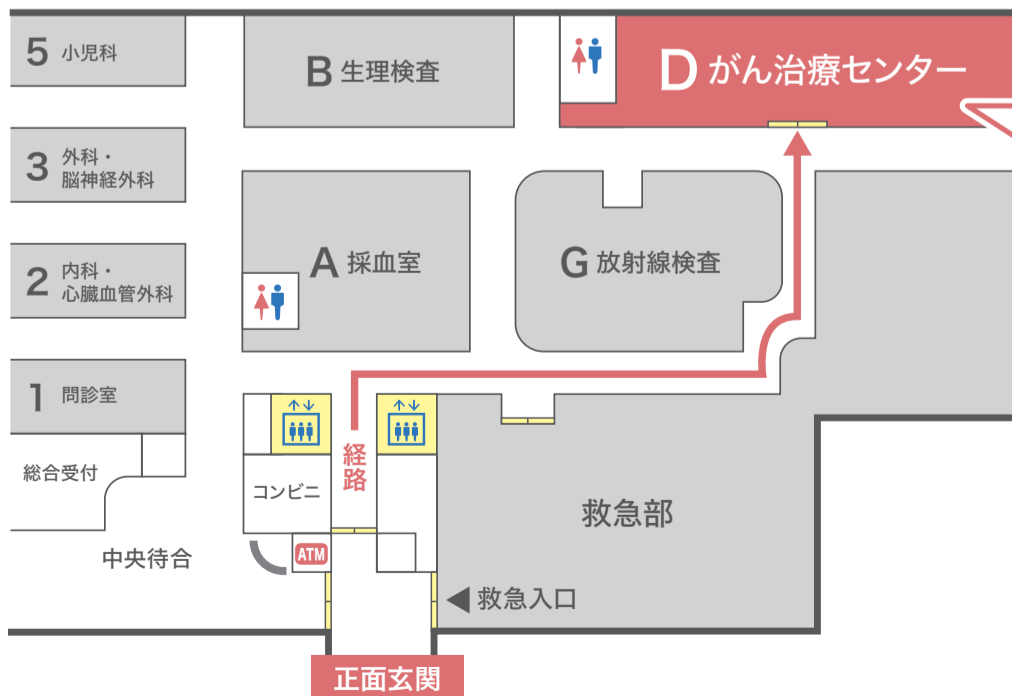 5 小児科
B 生理検査
D がん治療センター
3 外科・
脳神経外科
A 採血室
G 放射線検査
2 内科・
心臓血管外科
1 問診室
経路
総合受付
コンビニ
救急部
中央待合
ATM
救急入口
正面玄関